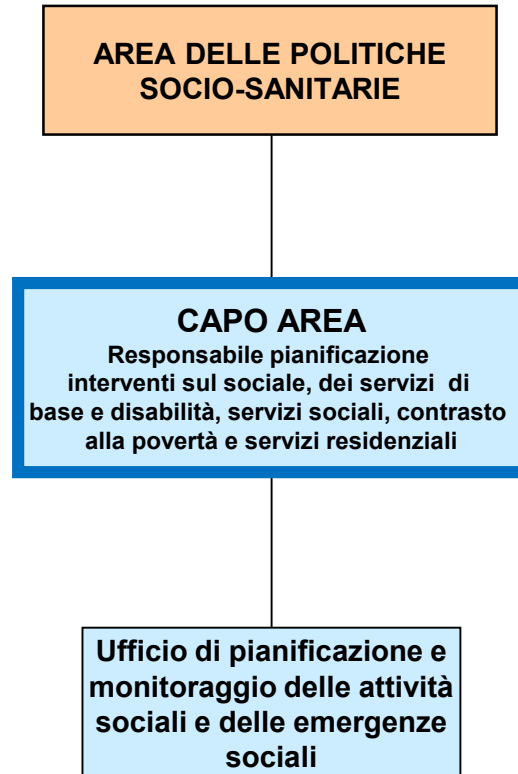 AREA DELLE POLITICHE
SOCIO-SANITARIE
CAPO AREA
Responsabile pianificazione
interventi sul sociale, dei servizi di
base e disabilità, servizi sociali, contrasto
alla povertà e servizi residenziali
Ufficio di pianificazione e
monitoraggio delle attività
sociali e delle emergenze
sociali